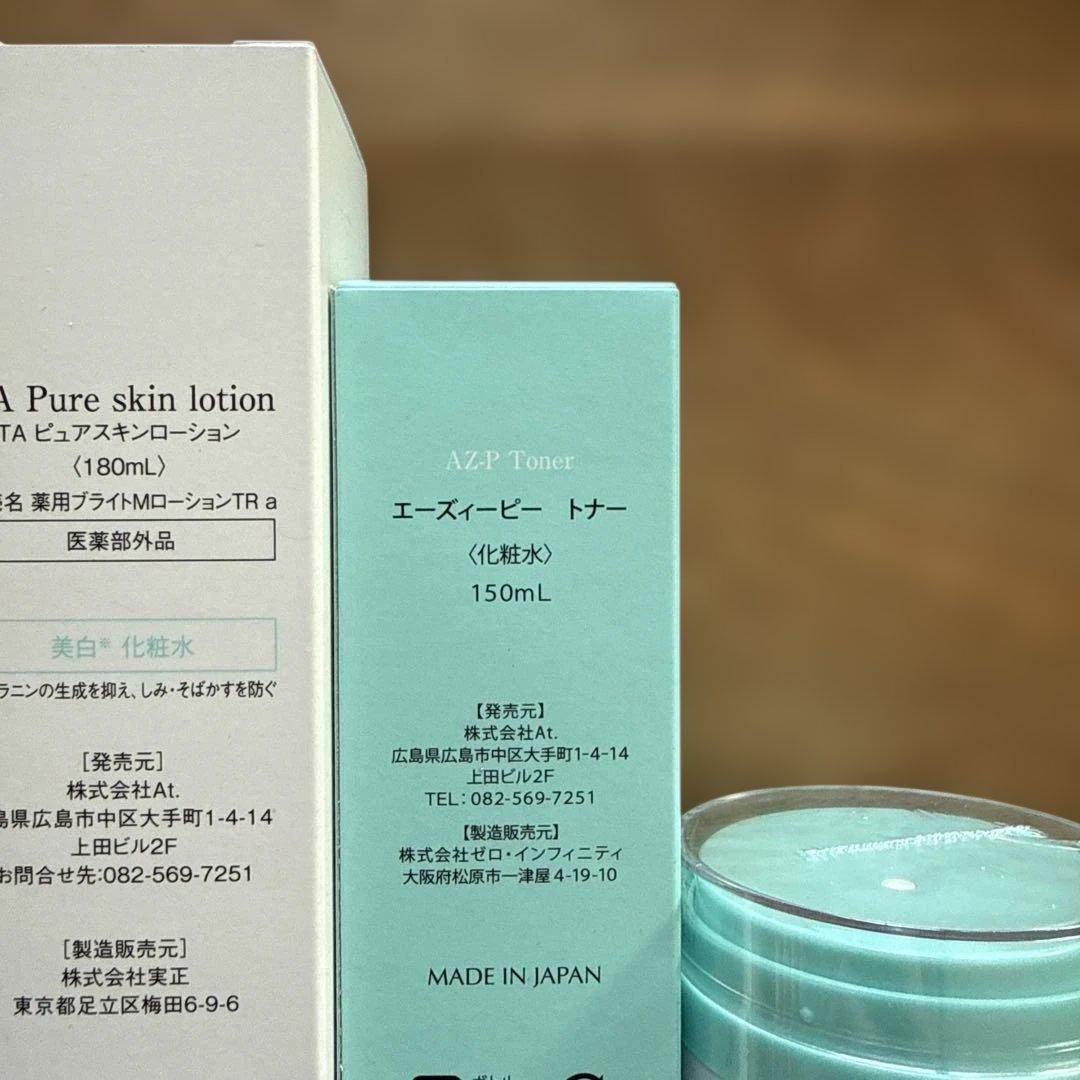 A Pure skin lotion
TA ピュアスキンローション
〈180mL〉
名 薬用ブライトMローションTR a
医薬部外品
美白※ 化粧水
ラニンの生成を抑え、しみ・そばかすを防ぐ
［発売元］
株式会社At.
島県広島市中区大手町1-4-14
上田ビル2F
お問合せ先:082-569-7251
［製造販売元］
株式会社実正
東京都足立区梅田6-9-6
AZ-P Toner
エーズィーピー　トナー
〈化粧水〉
150mL
【発売元】
株式会社At.
広島県広島市中区大手町1-4-14
上田ビル2F
TEL: 082-569-7251
【製造販売元】
株式会社ゼロ・インフィニティ
大阪府松原市一津屋4-19-10
MADE IN JAPAN